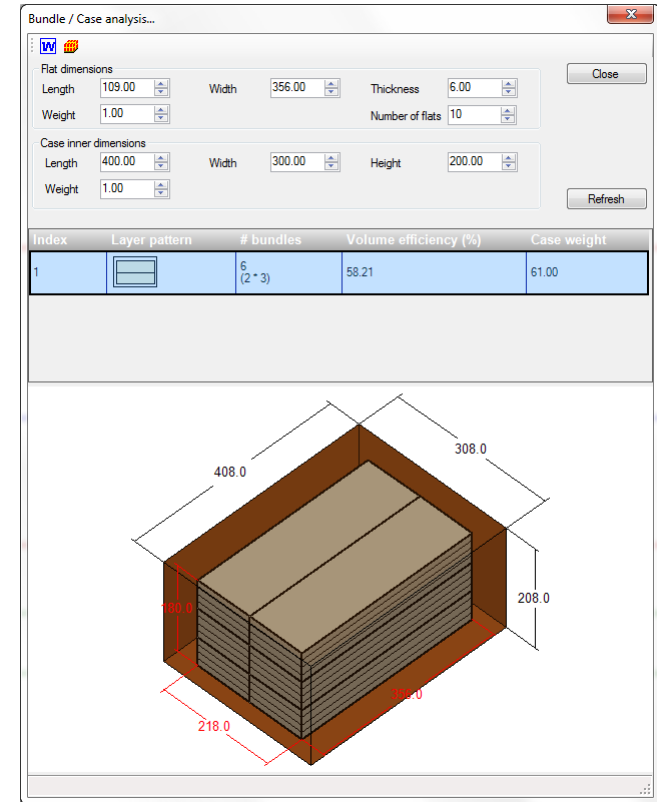 Bundle / Case analysis...
W
Flat dimensions
Length 109.00 Width 356.00 Thickness 6.00 Close
Weight 1.00 Number of flats 10
Case inner dimensions
Length 400.00 Width 300.00 Height 200.00
Weight 1.00 Refresh
Index Layer pattern # bundles Volume efficiency (%) Case weight
1 6 58.21 61.00
(2 * 3)
308.0
408.0
208.0
180.0
218.0